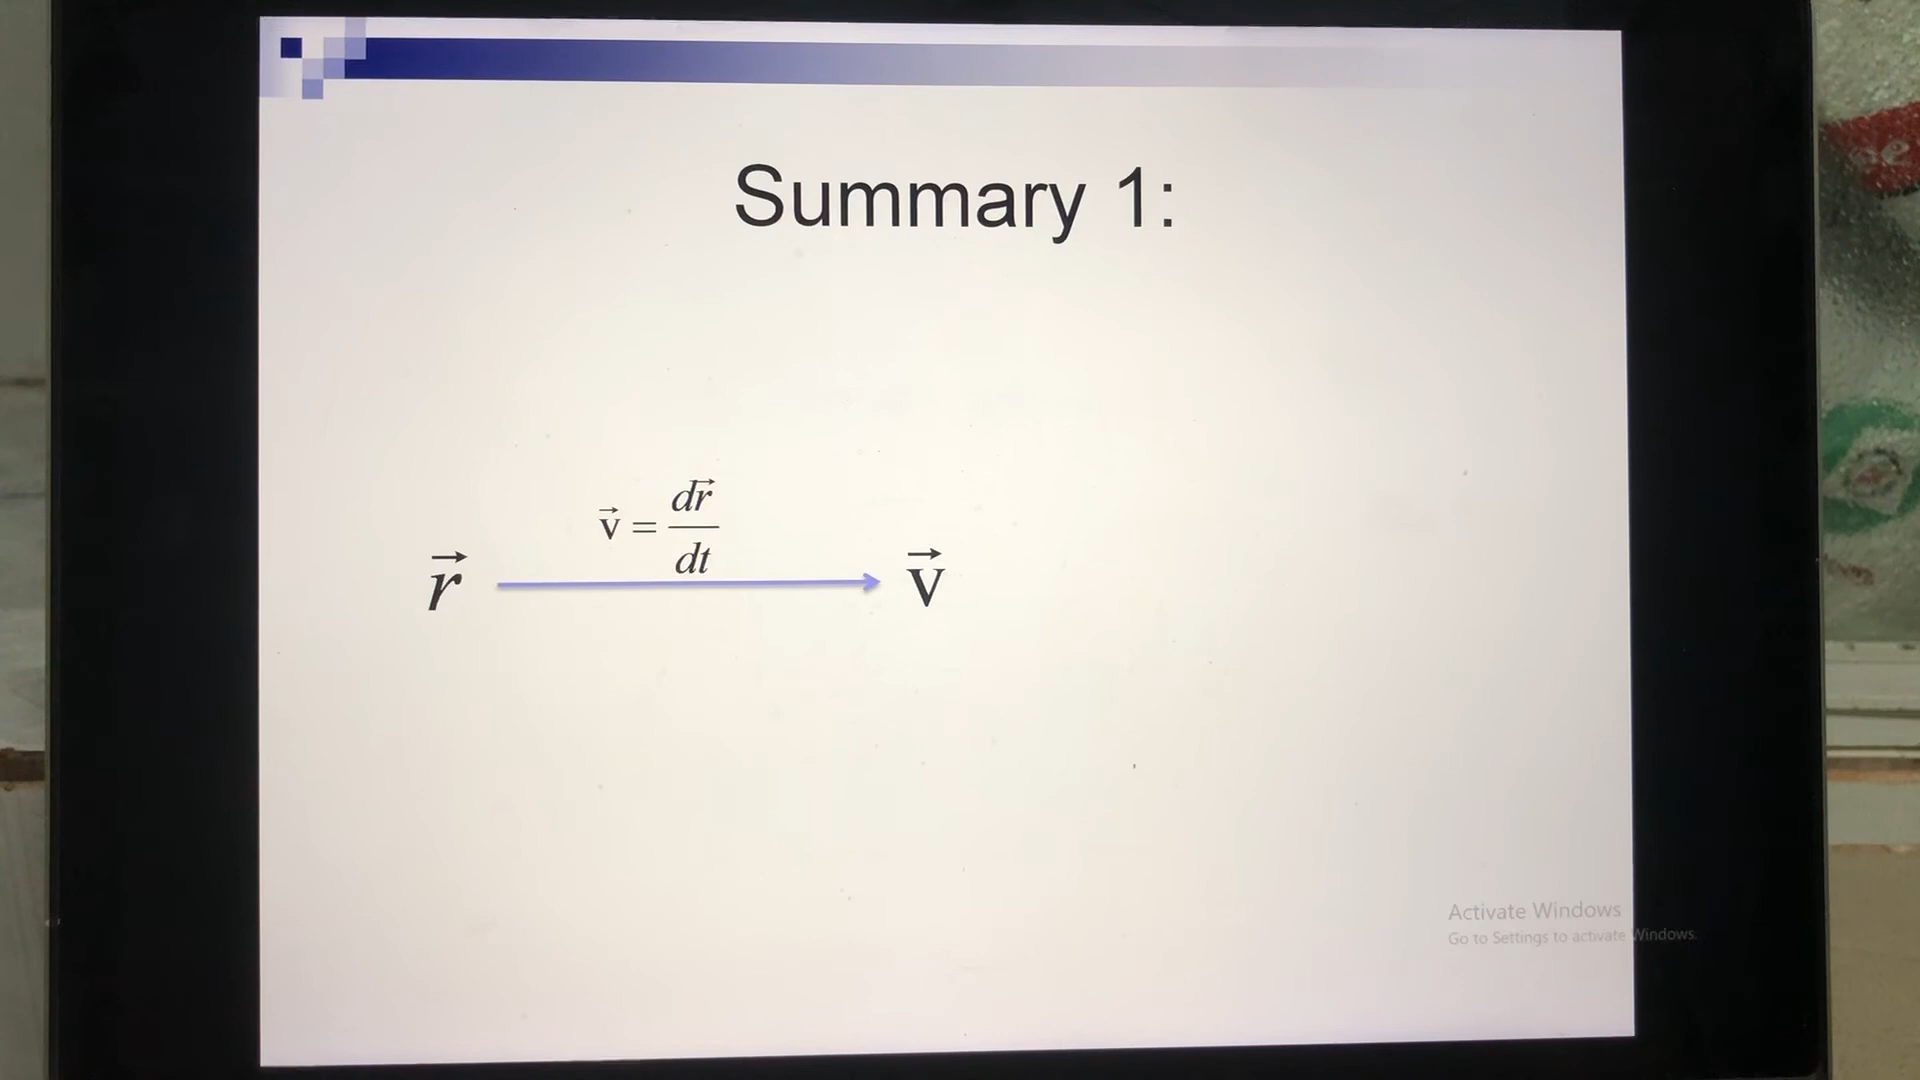 Summary 1:
v⃗ = dr⃗/dt
r⃗ → v⃗
Activate Windows
Go to Settings to activate Windows.